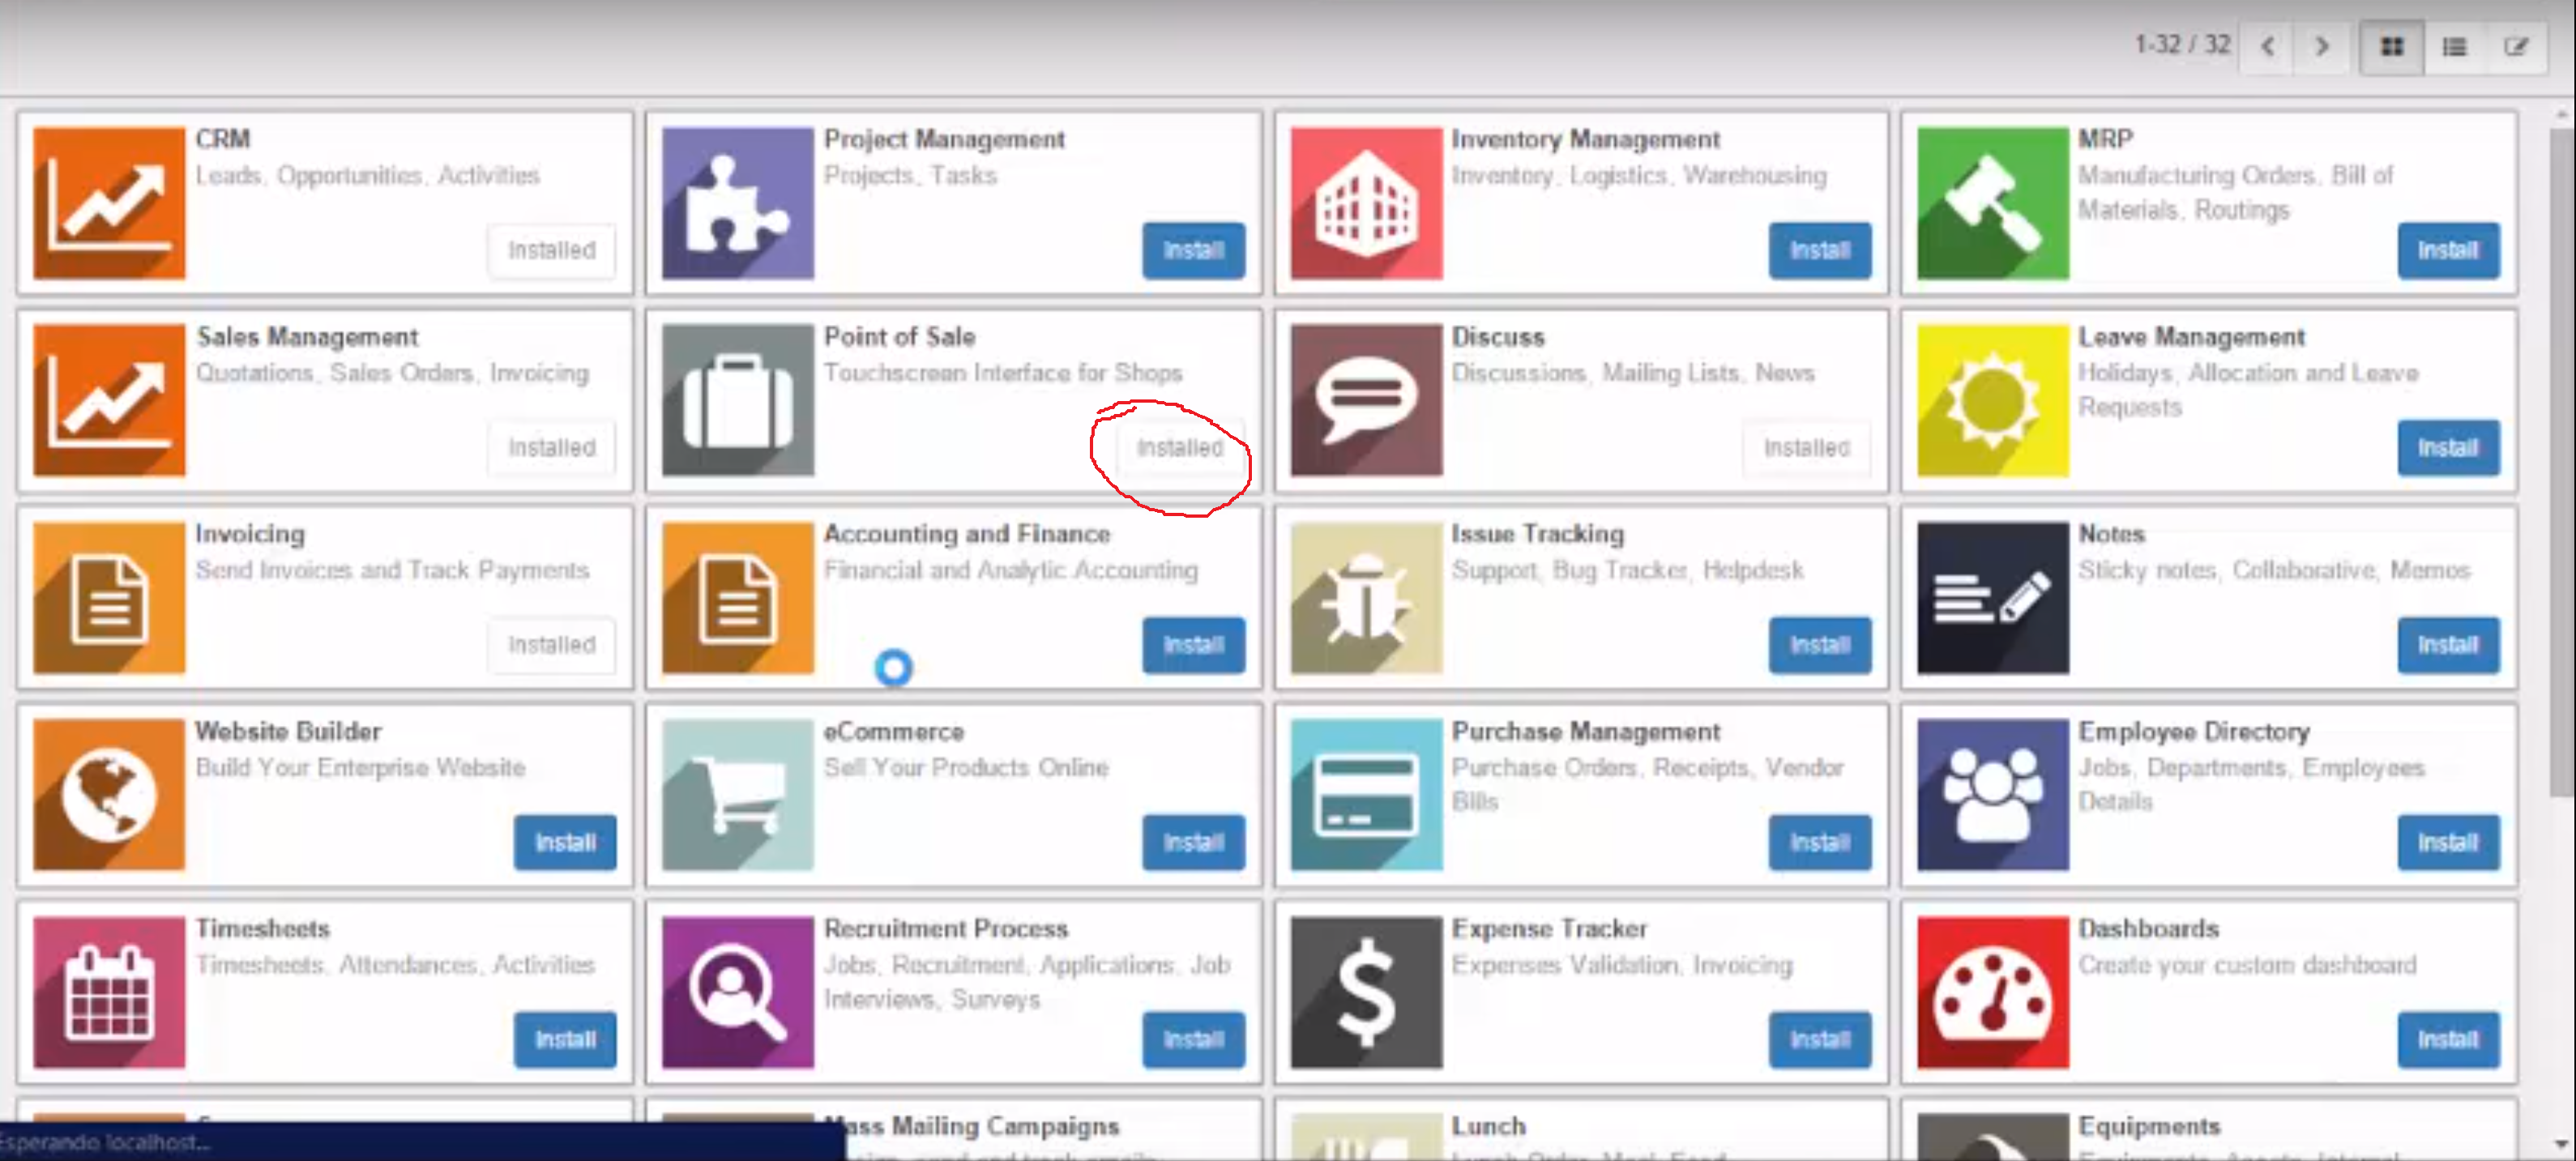 1-32 / 32
CRM
Leads, Opportunities, Activities
Installed
Project Management
Projects, Tasks
Install
Inventory Management
Inventory, Logistics, Warehousing
Install
MRP
Manufacturing Orders, Bill of
Materials, Routings
Install
Sales Management
Quotations, Sales Orders, Invoicing
Installed
Point of Sale
Touchscreen Interface for Shops
Installed
Discuss
Discussions, Mailing Lists, News
Installed
Leave Management
Holidays, Allocation and Leave
Requests
Install
Invoicing
Send Invoices and Track Payments
Installed
Accounting and Finance
Financial and Analytic Accounting
Install
Issue Tracking
Support, Bug Tracker, Helpdesk
Install
Notes
Sticky notes, Collaborative, Memos
Install
Website Builder
Build Your Enterprise Website
Install
eCommerce
Sell Your Products Online
Install
Purchase Management
Purchase Orders, Receipts, Vendor
Bills
Install
Employee Directory
Jobs, Departments, Employees
Details
Install
Timesheets
Timesheets, Attendances, Activities
Install
Recruitment Process
Jobs, Recruitment, Applications, Job
Interviews, Surveys
Install
Expense Tracker
Expenses Validation, Invoicing
Install
Dashboards
Create your custom dashboard
Install
Mass Mailing Campaigns
Lunch
Equipments
Esperando localhost...